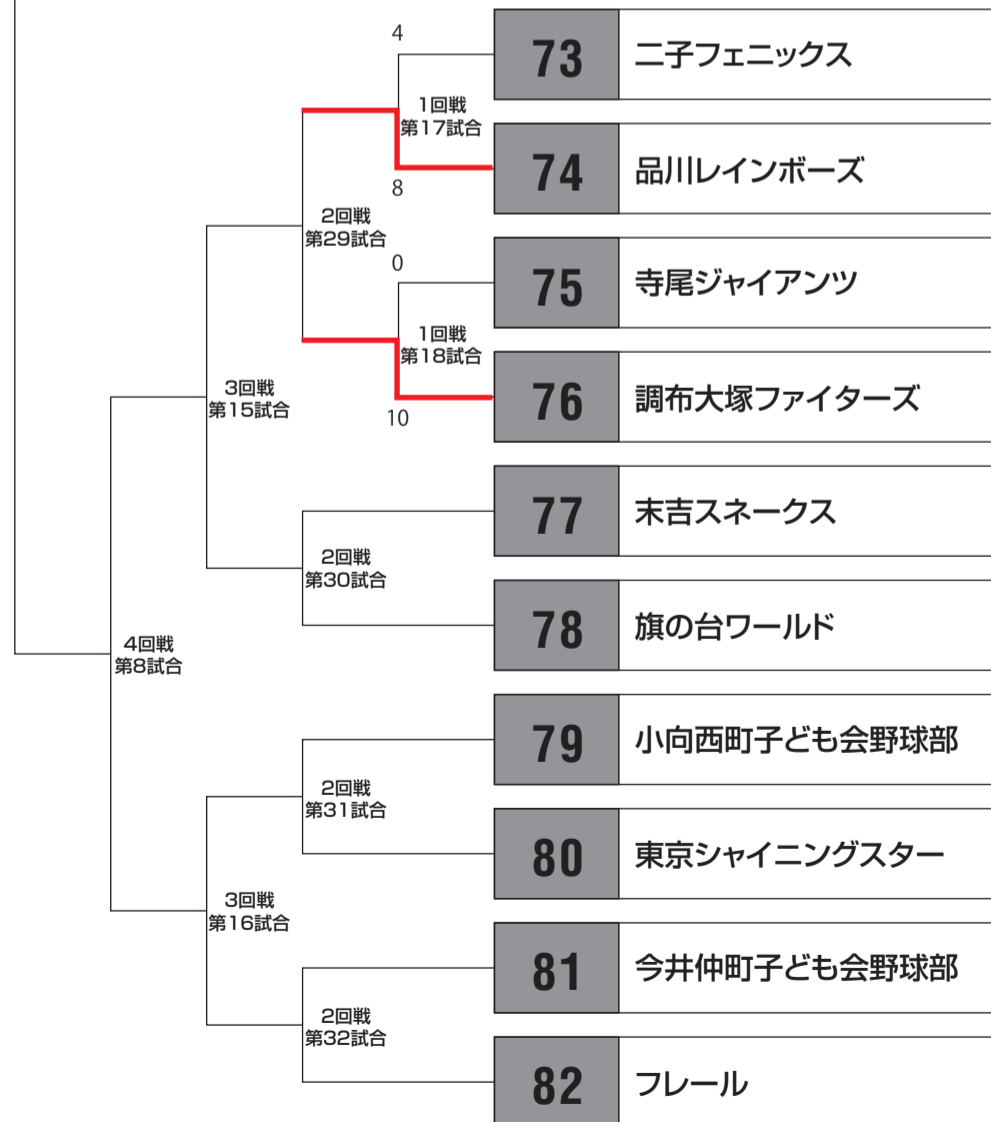 4
73 二子フェニックス
1回戦
第17試合
74 品川レインボーズ
8
2回戦
第29試合
0
75 寺尾ジャイアンツ
1回戦
第18試合
76 調布大塚ファイターズ
10
3回戦
第15試合
77 末吉スネークス
2回戦
第30試合
78 旗の台ワールド
4回戦
第8試合
79 小向西町子ども会野球部
2回戦
第31試合
80 東京シャイニングスター
3回戦
第16試合
81 今井仲町子ども会野球部
2回戦
第32試合
82 フレール